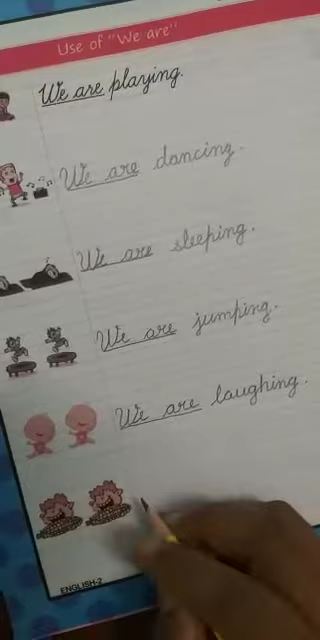 Use of "We are"
We are playing.
We are dancing.
We are sleeping.
We are jumping.
We are laughing.
ENGLISH-2